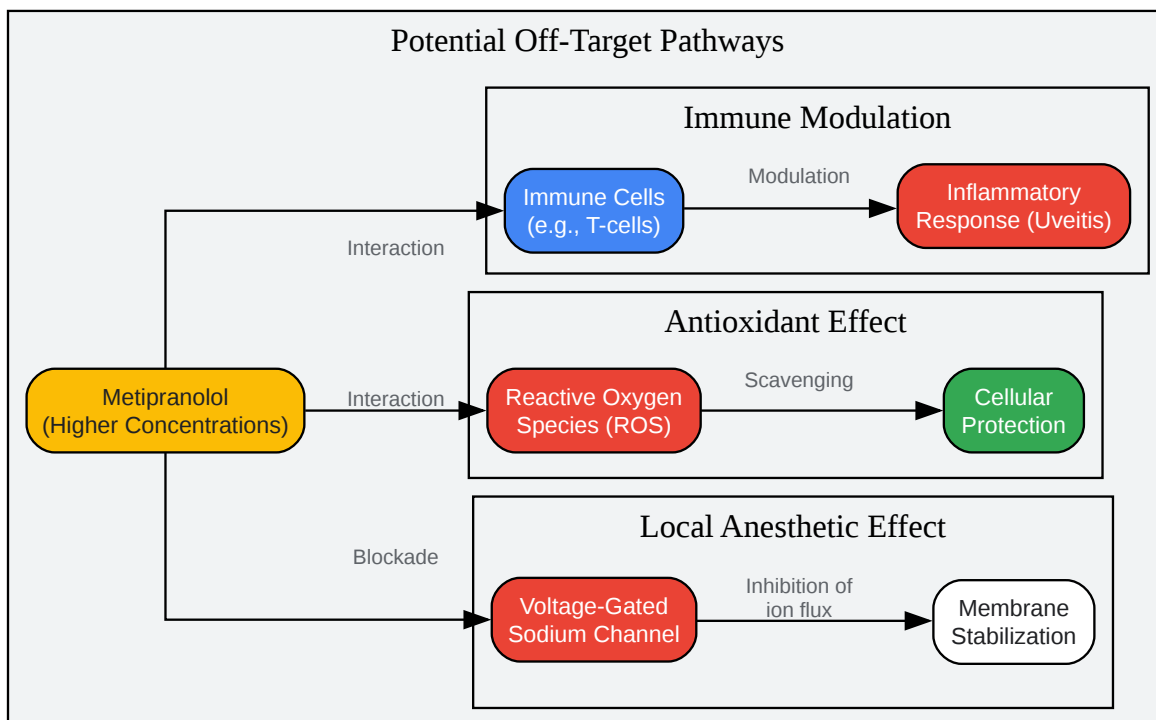 Potential Off-Target Pathways
Immune Modulation
Immune Cells
(e.g., T-cells)
Modulation
Inflammatory
Response (Uveitis)
Interaction
Antioxidant Effect
Metipranolol
(Higher Concentrations)
Interaction
Reactive Oxygen
Species (ROS)
Scavenging
Cellular
Protection
Local Anesthetic Effect
Blockade
Voltage-Gated
Sodium Channel
Inhibition of
ion flux
Membrane
Stabilization